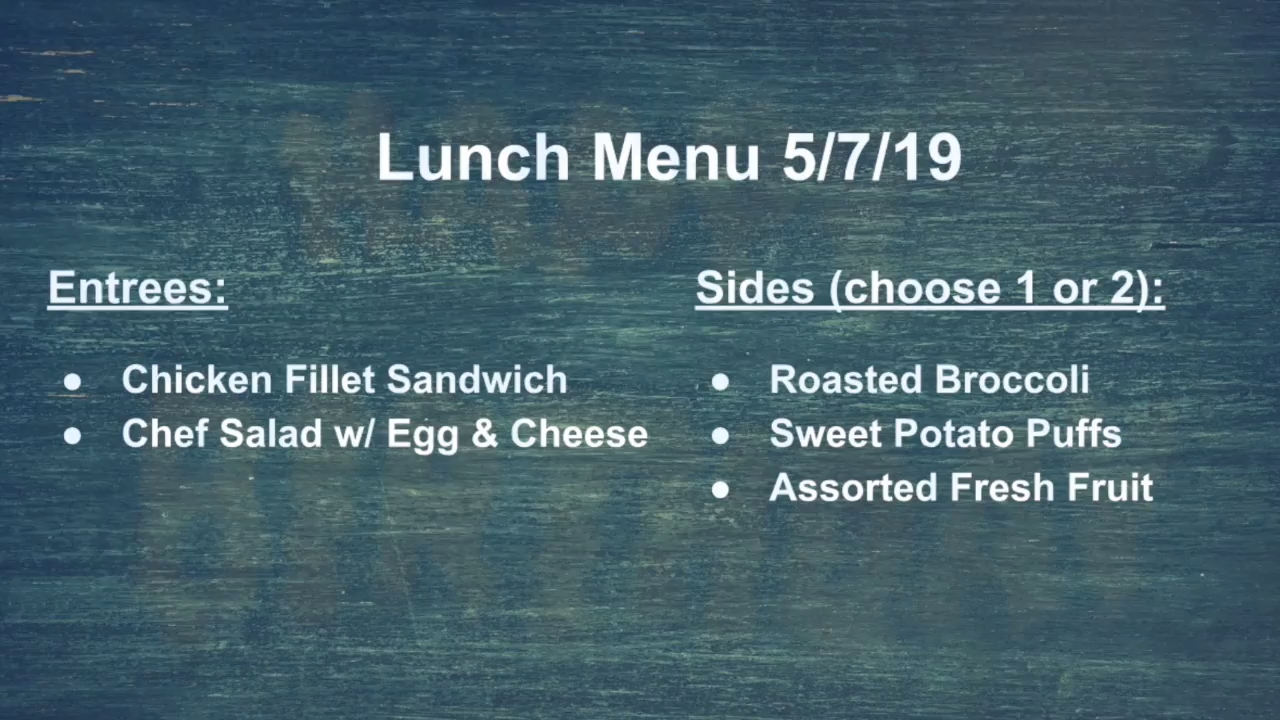 Lunch Menu 5/7/19
Entrees:
● Chicken Fillet Sandwich
● Chef Salad w/ Egg & Cheese
Sides (choose 1 or 2):
● Roasted Broccoli
● Sweet Potato Puffs
● Assorted Fresh Fruit